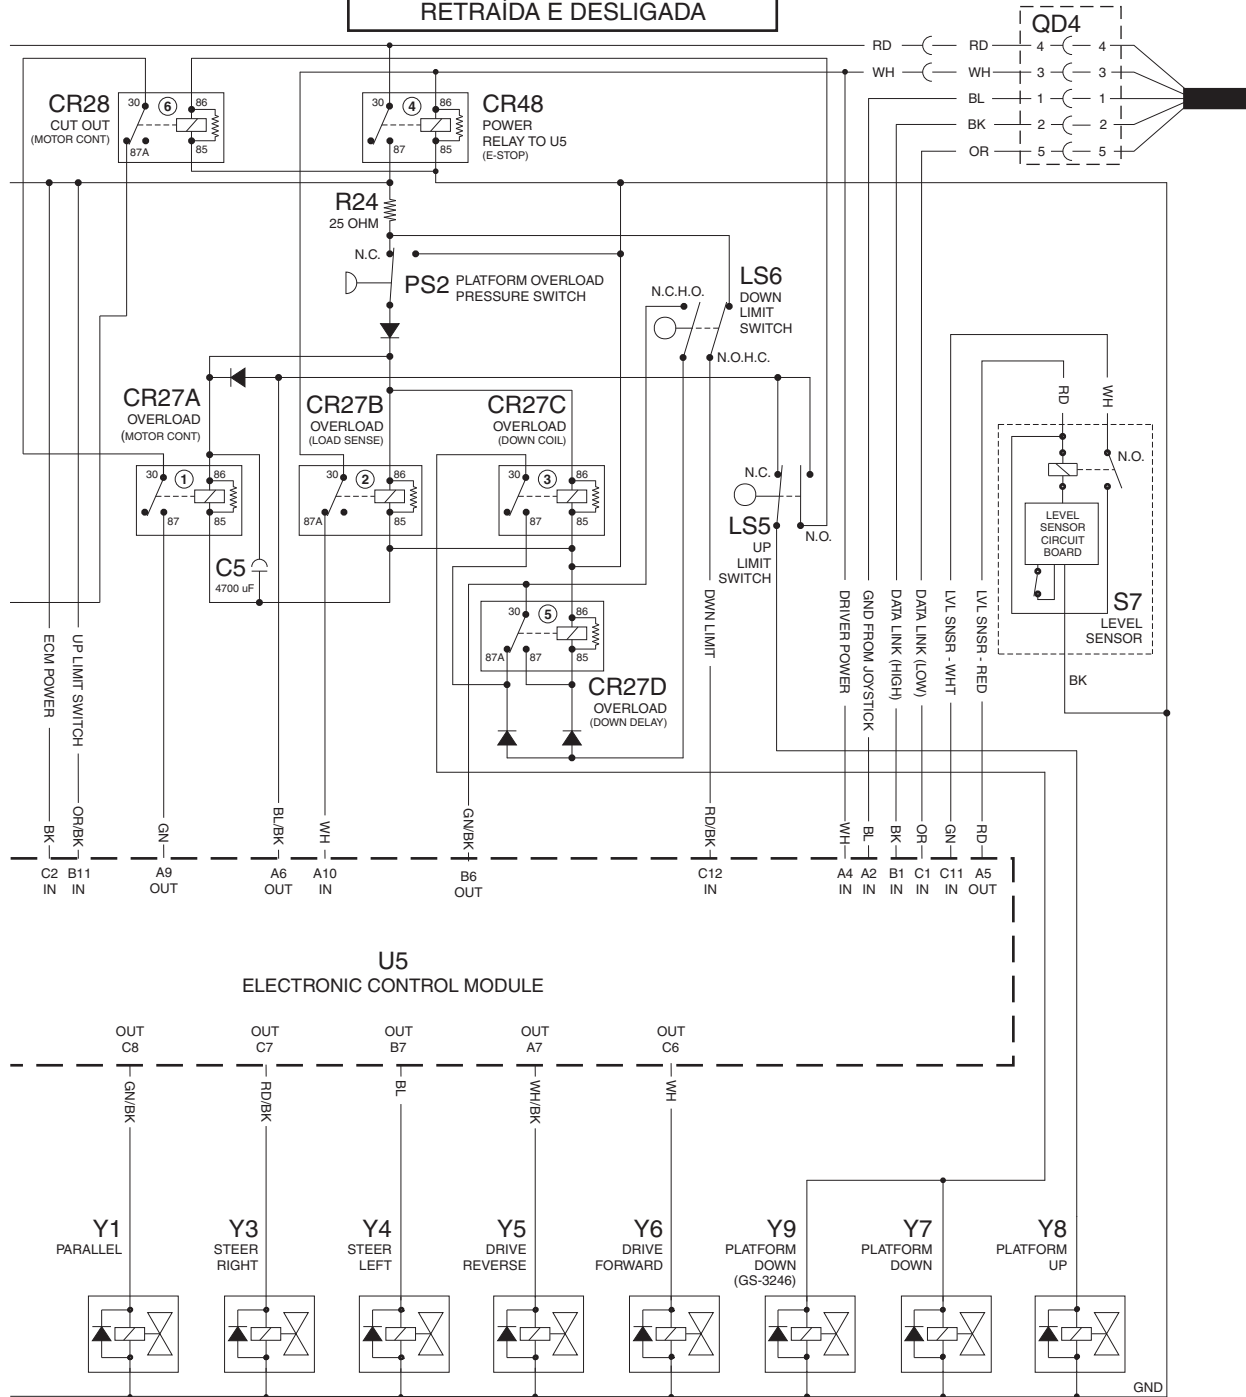 RETRAÍDA E DESLIGADA
QD4
RD RD 4 4
WH WH 3 3
BL 1 1
BK 2 2
OR 5 5
CR28
CUT OUT
(MOTOR CONT)
30 6 86
87A 85
30 4 86
87 85
CR48
POWER
RELAY TO U5
(E-STOP)
R24
25 OHM
N.C.
PS2 PLATFORM OVERLOAD
PRESSURE SWITCH
N.C.H.O.
LS6
DOWN
LIMIT
SWITCH
N.O.H.C.
CR27A
OVERLOAD
(MOTOR CONT)
30 1 86
87 85
CR27B
OVERLOAD
(LOAD SENSE)
30 2 86
87A 85
CR27C
OVERLOAD
(DOWN COIL)
30 3 86
87 85
N.C.
LS5
UP
LIMIT
SWITCH
N.O.
RD
WH
N.O.
LEVEL
SENSOR
CIRCUIT
BOARD
S7
LEVEL
SENSOR
BK
C5
4700 uF
30 5 86
87A 87 85
CR27D
OVERLOAD
(DOWN DELAY)
ECM POWER
UP LIMIT SWITCH
DWN LIMIT
DRIVER POWER
GND FROM JOYSTICK
DATA LINK (HIGH)
DATA LINK (LOW)
LVL SNSR - WHT
LVL SNSR - RED
BK
OR/BK
GN
BL/BK
WH
GN/BK
RD/BK
WH
BL
BK
OR
GN
RD
C2 B11 A9 A6 A10 B6 C12 A4 A2 B1 C1 C11 A5
IN IN OUT OUT IN OUT IN IN IN IN IN IN OUT
U5
ELECTRONIC CONTROL MODULE
OUT OUT OUT OUT OUT
C8 C7 B7 A7 C6
GN/BK
RD/BK
BL
WH/BK
WH
Y1
PARALLEL
Y3
STEER
RIGHT
Y4
STEER
LEFT
Y5
DRIVE
REVERSE
Y6
DRIVE
FORWARD
Y9
PLATFORM
DOWN
(GS-3246)
Y7
PLATFORM
DOWN
Y8
PLATFORM
UP
GND